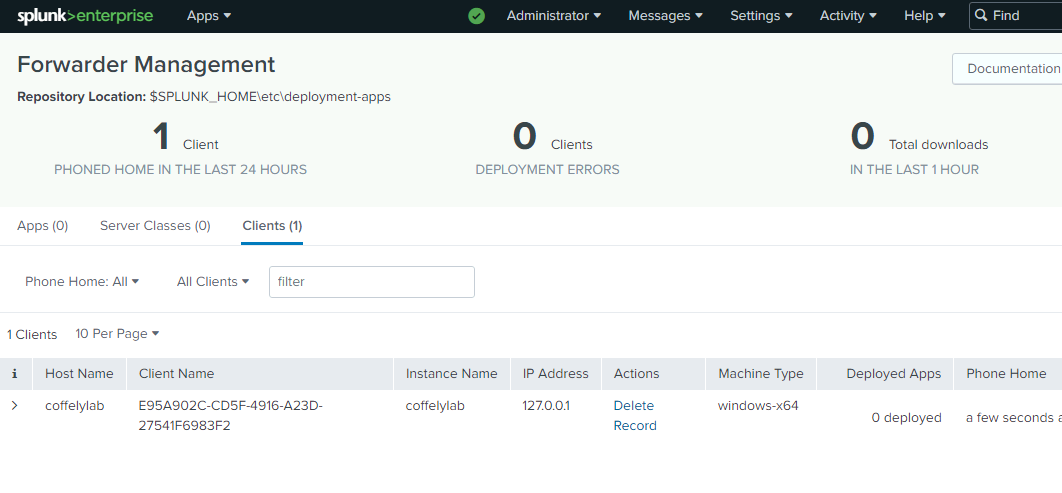 splunk>enterprise Apps Administrator Messages Settings Activity Help Find
Forwarder Management
Documentation
Repository Location: $SPLUNK_HOME\etc\deployment-apps
1 Client
PHONED HOME IN THE LAST 24 HOURS
0 Clients
DEPLOYMENT ERRORS
0 Total downloads
IN THE LAST 1 HOUR
Apps (0) Server Classes (0) Clients (1)
Phone Home: All All Clients filter
1 Clients 10 Per Page
i Host Name Client Name Instance Name IP Address Actions Machine Type Deployed Apps Phone Home
coffelylab E95A902C-CD5F-4916-A23D-27541F6983F2 coffelylab 127.0.0.1 Delete Record windows-x64 0 deployed a few seconds a